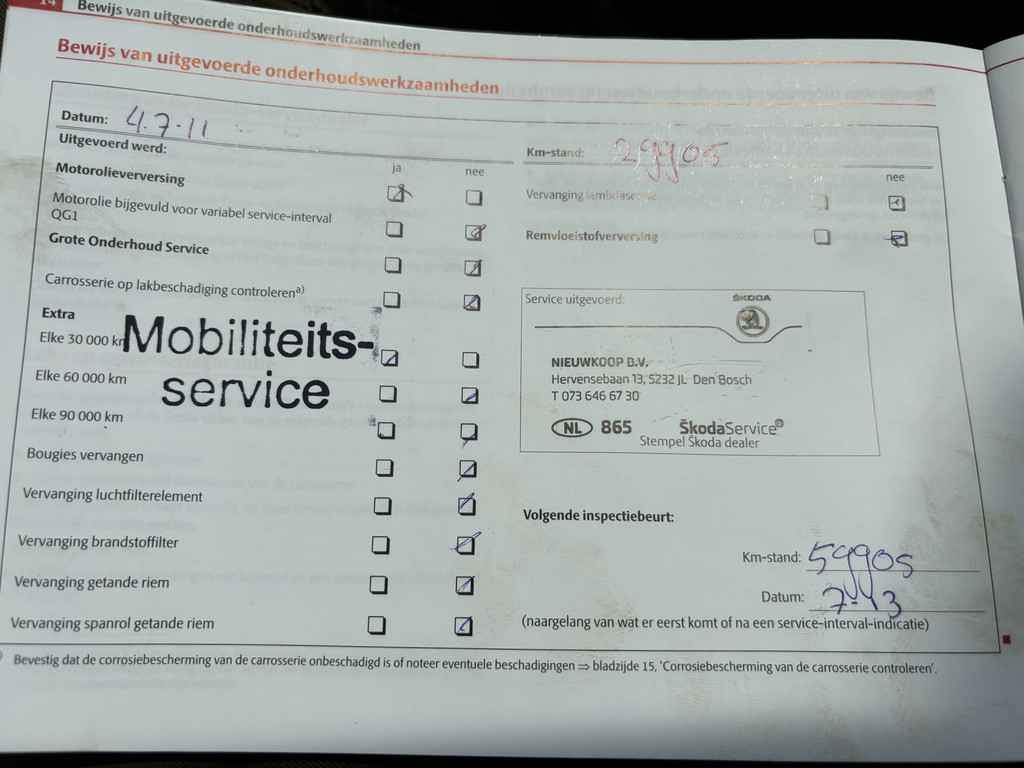 14 Bewijs van uitgevoerde onderhoudswerkzaamheden
Bewijs van uitgevoerde onderhoudswerkzaamheden
Datum: 4.7.11
Uitgevoerd werd:
ja nee
Motorolieverversing
Motorolie bijgevuld voor variabel service-interval
QG1
Grote Onderhoud Service
Carrosserie op lakbeschadiging controleren a)
Extra
Elke 30 000 km
Mobiliteits-
service
Elke 60 000 km
Elke 90 000 km
Bougies vervangen
Vervanging luchtfilterelement
Vervanging brandstoffilter
Vervanging getande riem
Vervanging spanrol getande riem
Km-stand: 29905
nee
Vervanging
Remvloeistofverversing
Service uitgevoerd:
ŠKODA
NIEUWKOOP B.V.
Hervensebaan 13, 5232 JL Den Bosch
T 073 646 67 30
NL 865 ŠkodaService®
Stempel Škoda dealer
Volgende inspectiebeurt:
Km-stand: 59905
Datum: 7-13
(naargelang van wat er eerst komt of na een service-interval-indicatie)
Bevestig dat de corrosiebescherming van de carrosserie onbeschadigd is of noteer eventuele beschadigingen ⇒ bladzijde 15, 'Corrosiebescherming van de carrosserie controleren'.